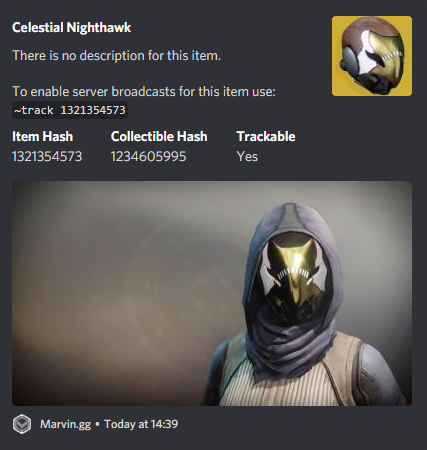 Celestial Nighthawk
There is no description for this item.
To enable server broadcasts for this item use:
~track 1321354573
Item Hash Collectible Hash Trackable
1321354573 1234605995 Yes
Marvin.gg • Today at 14:39